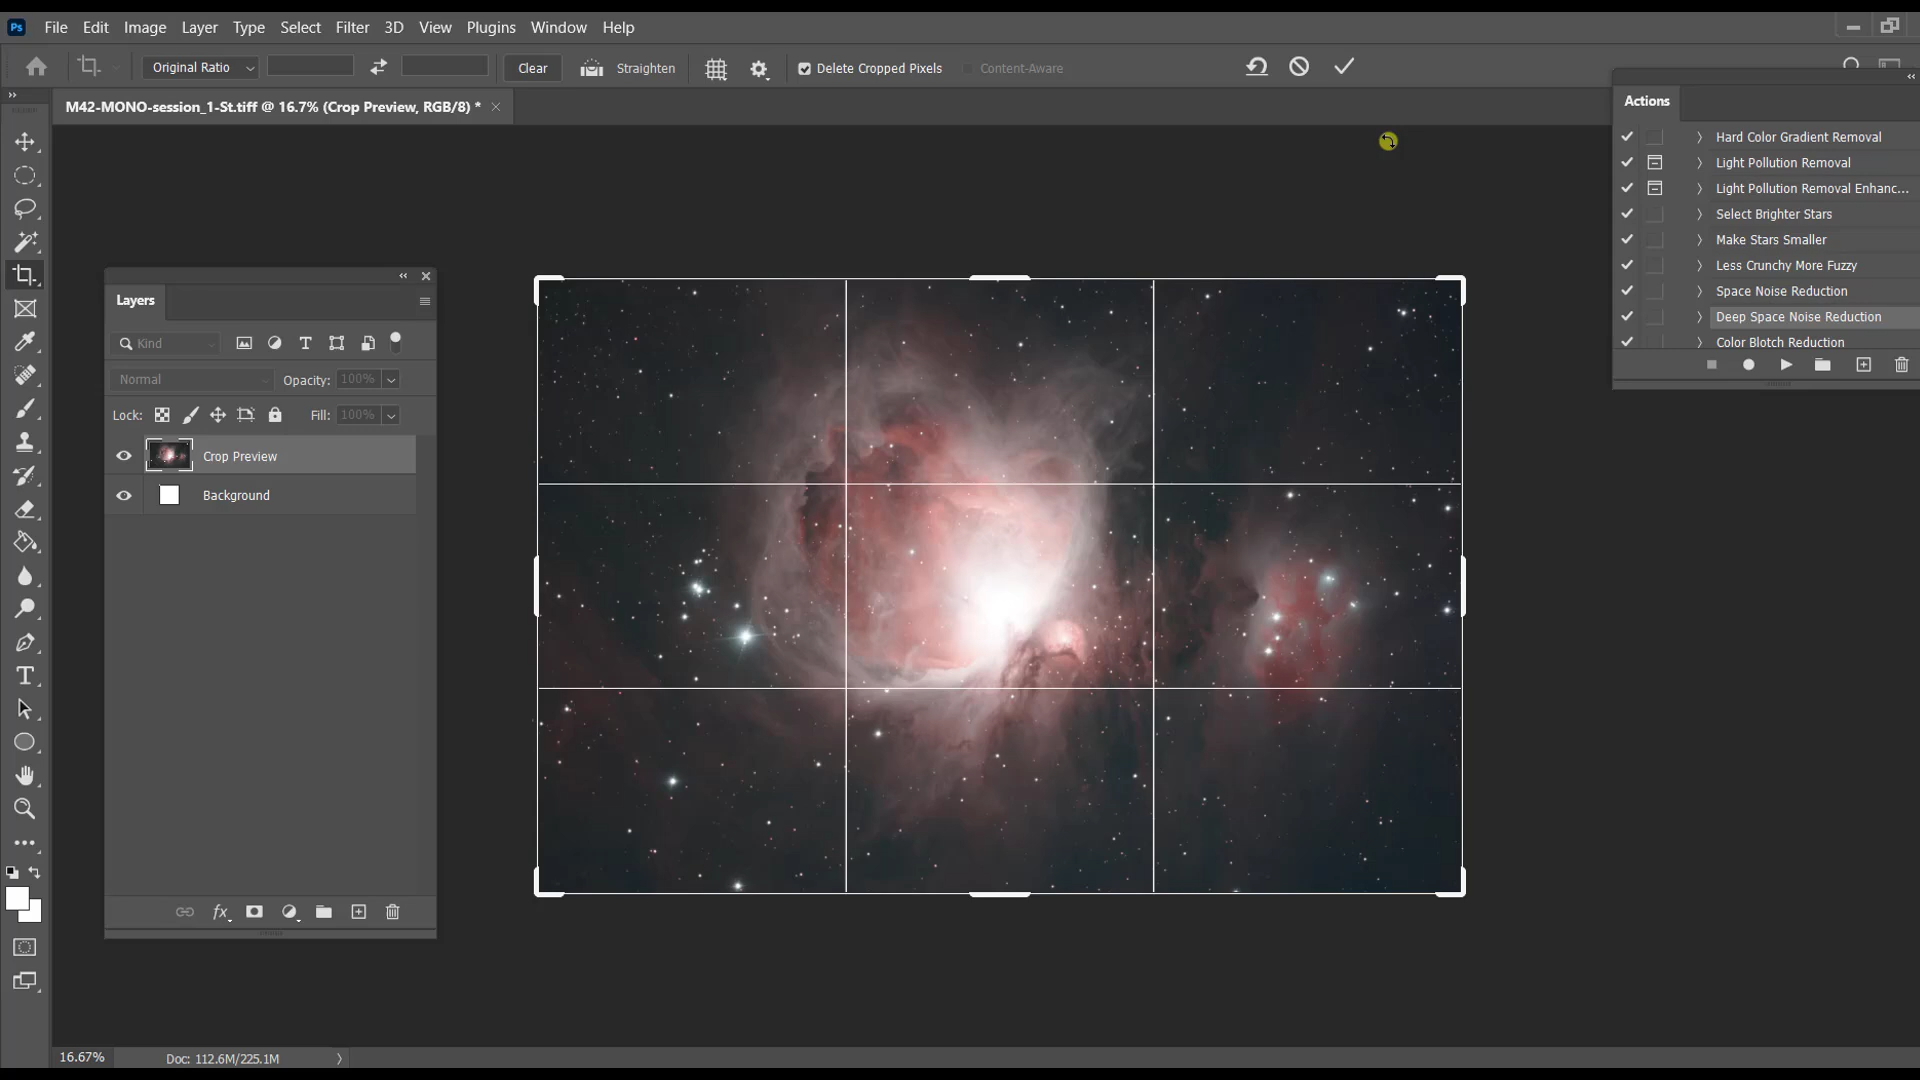 Ps File Edit Image Layer Type Select Filter 3D View Plugins Window Help
Original Ratio Clear Straighten Delete Cropped Pixels Content-Aware
M42-MONO-session_1-St.tiff @ 16.7% (Crop Preview, RGB/8) *
Actions
Hard Color Gradient Removal
Light Pollution Removal
Light Pollution Removal Enhanc...
Select Brighter Stars
Make Stars Smaller
Less Crunchy More Fuzzy
Space Noise Reduction
Deep Space Noise Reduction
Color Blotch Reduction
Layers
Kind
Normal Opacity: 100%
Lock: Fill: 100%
Crop Preview
Background
fx
16.67% Doc: 112.6M/225.1M